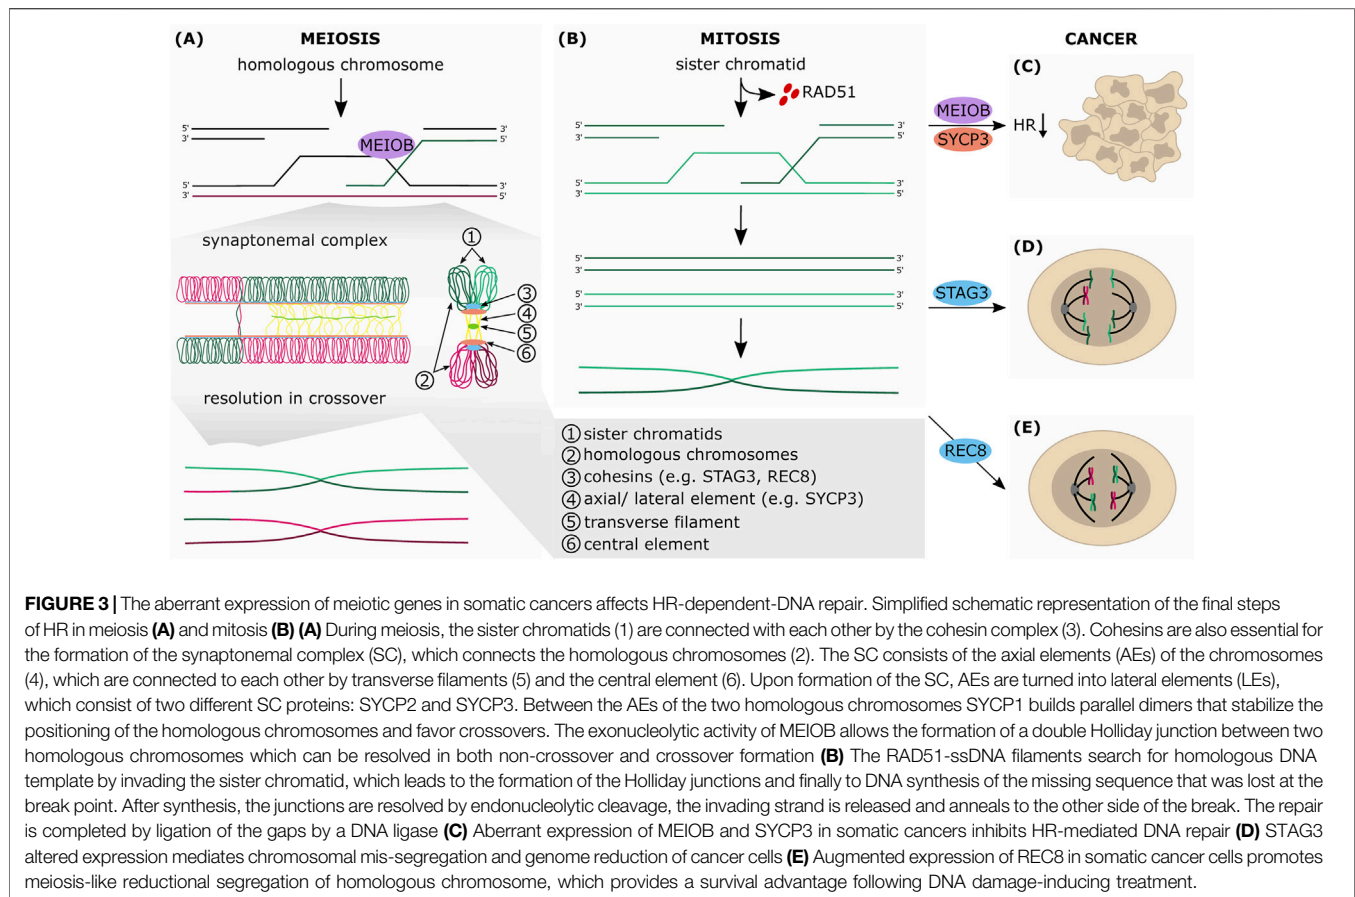 (A) MEIOSIS
homologous chromosome
5'
3'
3'
5'
MEIOB
5'
3'
3'
5'
synaptonemal complex
1
3
4
5
6
2
resolution in crossover
(B) MITOSIS
sister chromatid
RAD51
5'
3'
3'
5'
5'
3'
3'
5'
5'
3'
3'
5'
5'
3'
3'
5'
1 sister chromatids
2 homologous chromosomes
3 cohesins (e.g. STAG3, REC8)
4 axial/ lateral element (e.g. SYCP3)
5 transverse filament
6 central element
CANCER
(C)
MEIOB
SYCP3
HR
(D)
STAG3
(E)
REC8
FIGURE 3 | The aberrant expression of meiotic genes in somatic cancers affects HR-dependent-DNA repair. Simplified schematic representation of the final steps
of HR in meiosis (A) and mitosis (B) (A) During meiosis, the sister chromatids (1) are connected with each other by the cohesin complex (3). Cohesins are also essential for
the formation of the synaptonemal complex (SC), which connects the homologous chromosomes (2). The SC consists of the axial elements (AEs) of the chromosomes
(4), which are connected to each other by transverse filaments (5) and the central element (6). Upon formation of the SC, AEs are turned into lateral elements (LEs),
which consist of two different SC proteins: SYCP2 and SYCP3. Between the AEs of the two homologous chromosomes SYCP1 builds parallel dimers that stabilize the
positioning of the homologous chromosomes and favor crossovers. The exonucleolytic activity of MEIOB allows the formation of a double Holliday junction between two
homologous chromosomes which can be resolved in both non-crossover and crossover formation (B) The RAD51-ssDNA filaments search for homologous DNA
template by invading the sister chromatid, which leads to the formation of the Holliday junctions and finally to DNA synthesis of the missing sequence that was lost at the
break point. After synthesis, the junctions are resolved by endonucleolytic cleavage, the invading strand is released and anneals to the other side of the break. The repair
is completed by ligation of the gaps by a DNA ligase (C) Aberrant expression of MEIOB and SYCP3 in somatic cancers inhibits HR-mediated DNA repair (D) STAG3
altered expression mediates chromosomal mis-segregation and genome reduction of cancer cells (E) Augmented expression of REC8 in somatic cancer cells promotes
meiosis-like reductional segregation of homologous chromosome, which provides a survival advantage following DNA damage-inducing treatment.